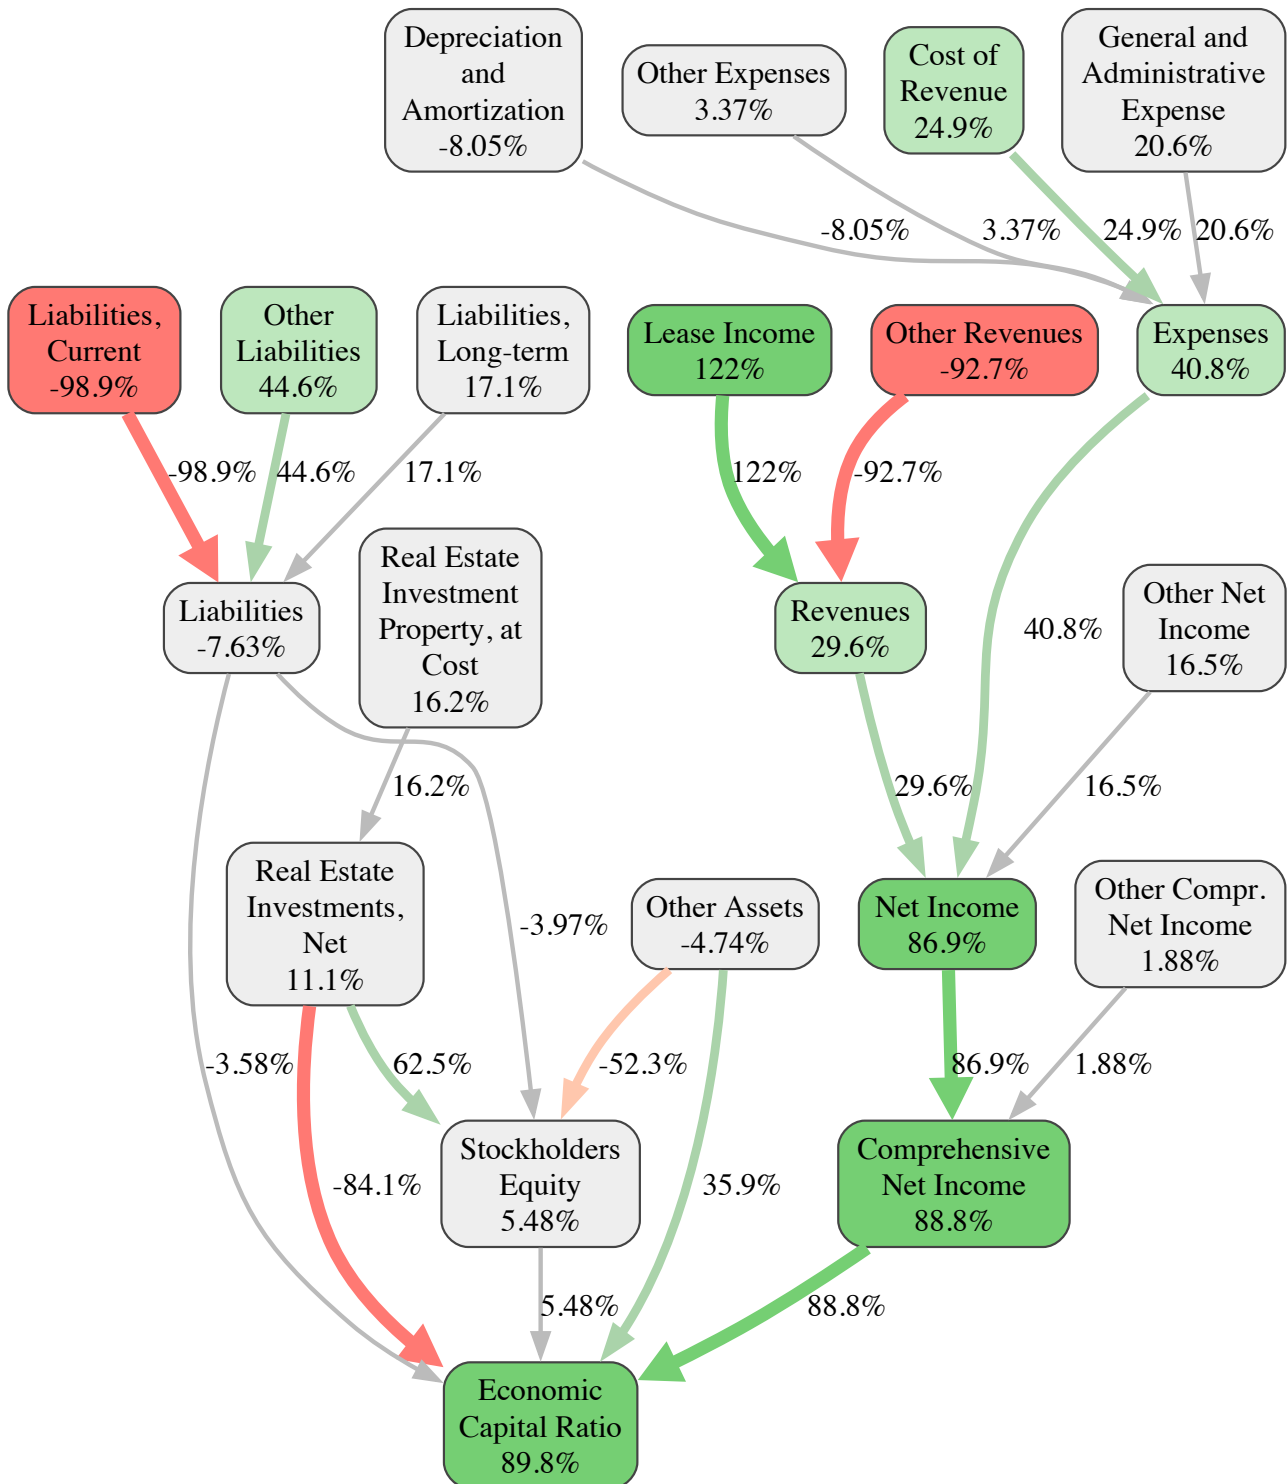 Depreciation
and
Amortization
-8.05%
Other Expenses
3.37%
Cost of
Revenue
24.9%
General and
Administrative
Expense
20.6%
-8.05%
3.37%
24.9%
20.6%
Liabilities,
Current
-98.9%
Other
Liabilities
44.6%
Liabilities,
Long-term
17.1%
Lease Income
122%
Other Revenues
-92.7%
Expenses
40.8%
-98.9%
44.6%
17.1%
122%
-92.7%
Liabilities
-7.63%
Real Estate
Investment
Property, at
Cost
16.2%
Revenues
29.6%
40.8%
Other Net
Income
16.5%
16.2%
29.6%
16.5%
Real Estate
Investments,
Net
11.1%
-3.97%
Other Assets
-4.74%
Net Income
86.9%
Other Compr.
Net Income
1.88%
-3.58%
62.5%
-52.3%
86.9%
1.88%
-84.1%
Stockholders
Equity
5.48%
35.9%
Comprehensive
Net Income
88.8%
5.48%
88.8%
Economic
Capital Ratio
89.8%